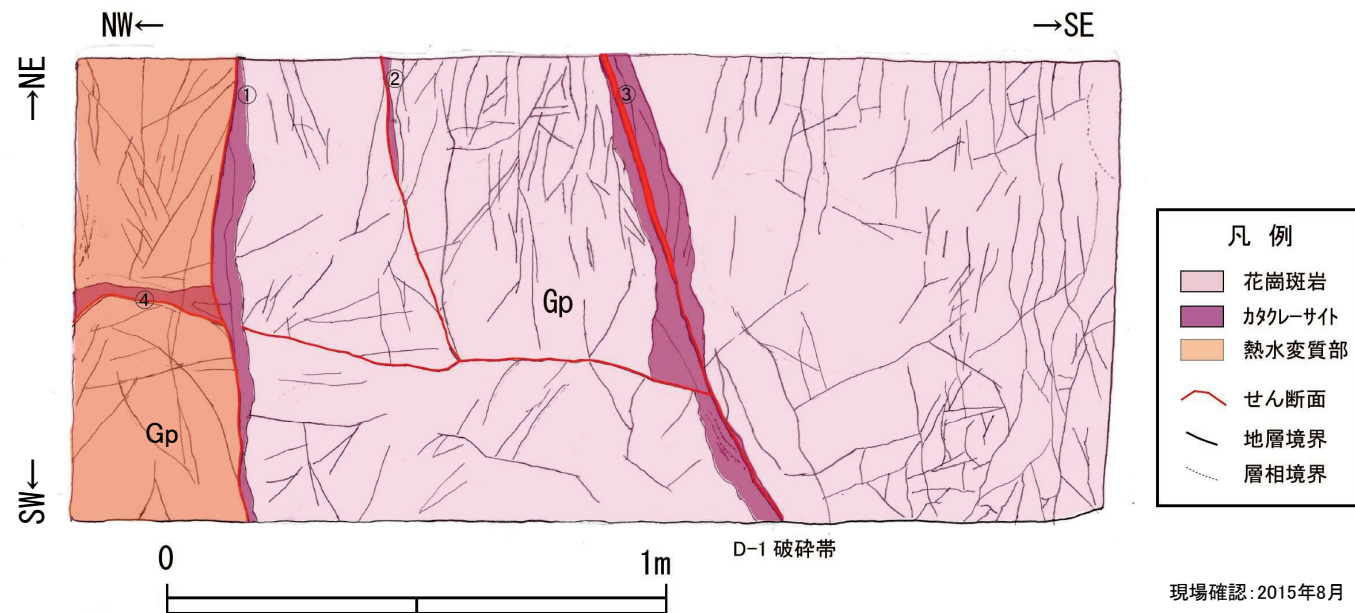 NW←
→SE
→NE
SW←
①
②
③
④
Gp
Gp
凡 例
花崗斑岩
ｶﾀｸﾚｰｻｲﾄ
熱水変質部
せん断面
地層境界
層相境界
D-1 破砕帯
0
1m
現場確認:2015年8月